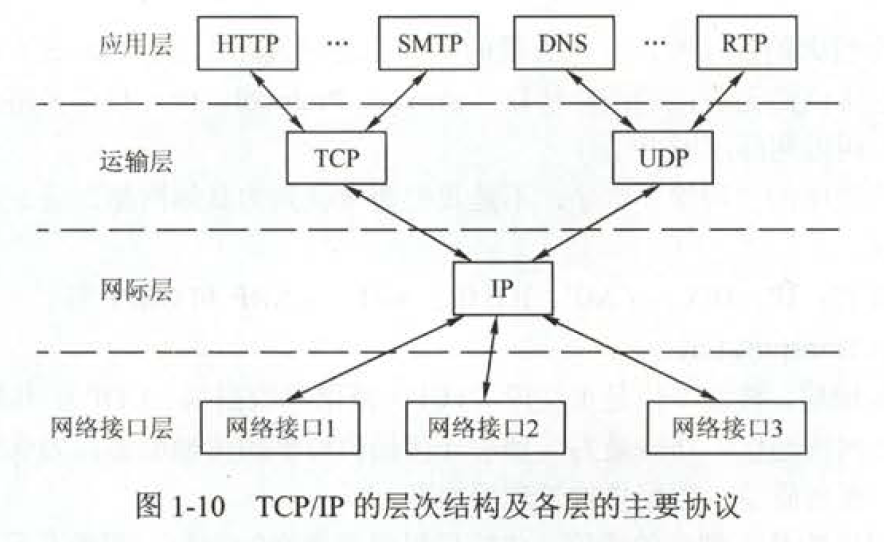 应用层 HTTP … SMTP DNS … RTP
运输层 TCP UDP
网际层 IP
网络接口层 网络接口1 网络接口2 网络接口3
图 1-10 TCP/IP 的层次结构及各层的主要协议